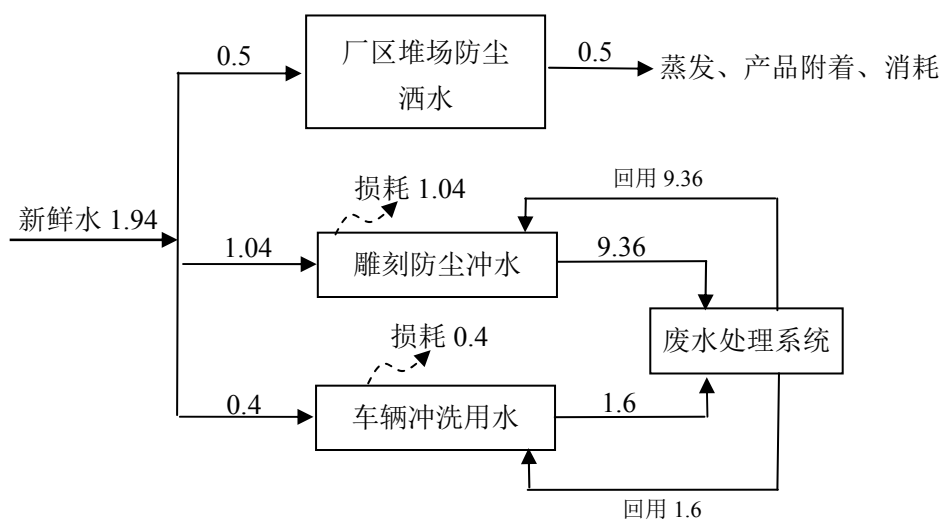 0.5
厂区堆场防尘
洒水
0.5
蒸发、产品附着、消耗
新鲜水 1.94
损耗 1.04
回用 9.36
1.04
雕刻防尘冲水
9.36
废水处理系统
损耗 0.4
0.4
车辆冲洗用水
1.6
回用 1.6